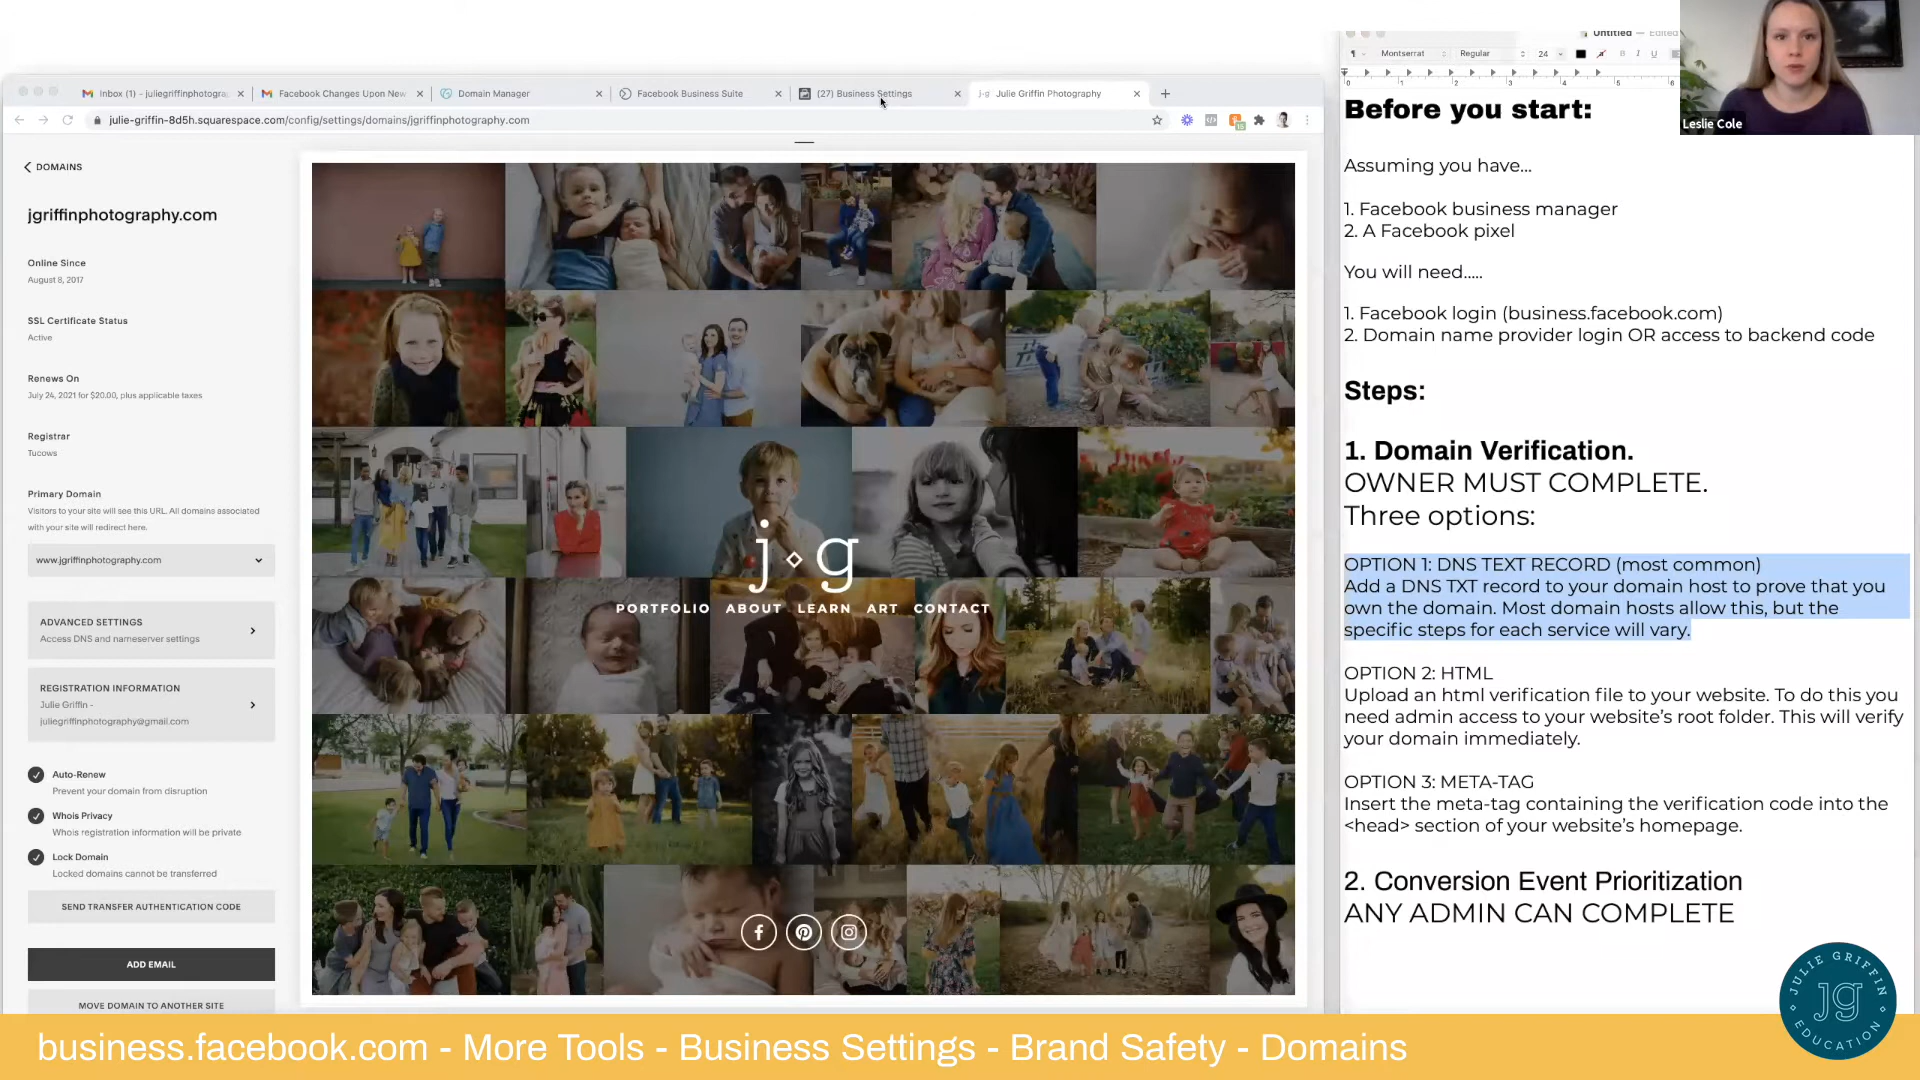 Untitled — Edited
Montserrat
Regular
24
0 1 2 3 4 5 6
Leslie Cole
Inbox (1) - juliegriffinphotogra
Facebook Changes Upon New
Domain Manager
Facebook Business Suite
(27) Business Settings
j·g Julie Griffin Photography
julie-griffin-8d5h.squarespace.com/config/settings/domains/jgriffinphotography.com
DOMAINS
jgriffinphotography.com
Online Since
August 8, 2017
SSL Certificate Status
Active
Renews On
July 24, 2021 for $20.00, plus applicable taxes
Registrar
Tucows
Primary Domain
Visitors to your site will see this URL. All domains associated
with your site will redirect here.
www.jgriffinphotography.com
ADVANCED SETTINGS
Access DNS and nameserver settings
REGISTRATION INFORMATION
Julie Griffin -
juliegriffinphotography@gmail.com
Auto-Renew
Prevent your domain from disruption
Whois Privacy
Whois registration information will be private
Lock Domain
Locked domains cannot be transferred
SEND TRANSFER AUTHENTICATION CODE
ADD EMAIL
MOVE DOMAIN TO ANOTHER SITE
j g
PORTFOLIO ABOUT LEARN ART CONTACT
Before you start:
Assuming you have...
1. Facebook business manager
2. A Facebook pixel
You will need.....
1. Facebook login (business.facebook.com)
2. Domain name provider login OR access to backend code
Steps:
1. Domain Verification.
OWNER MUST COMPLETE.
Three options:
OPTION 1: DNS TEXT RECORD (most common)
Add a DNS TXT record to your domain host to prove that you
own the domain. Most domain hosts allow this, but the
specific steps for each service will vary.
OPTION 2: HTML
Upload an html verification file to your website. To do this you
need admin access to your website's root folder. This will verify
your domain immediately.
OPTION 3: META-TAG
Insert the meta-tag containing the verification code into the
<head> section of your website's homepage.
2. Conversion Event Prioritization
ANY ADMIN CAN COMPLETE
JULIE GRIFFIN
jg
EDUCATION
business.facebook.com - More Tools - Business Settings - Brand Safety - Domains